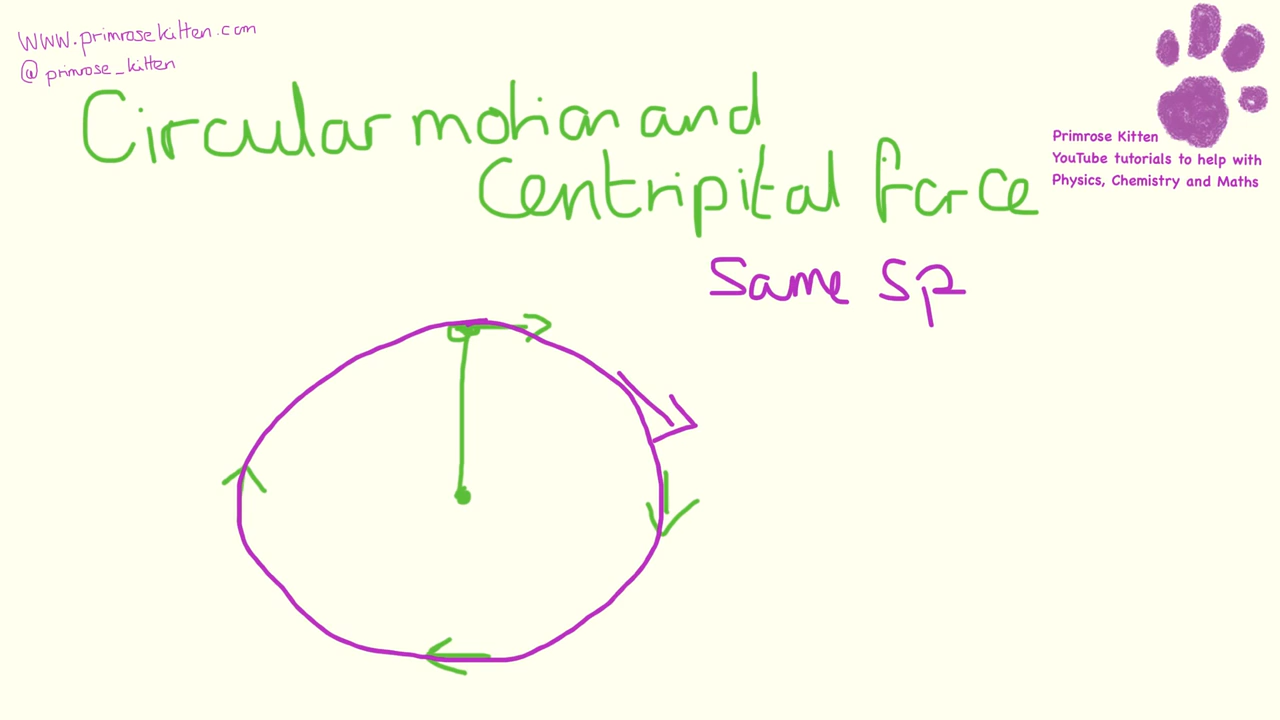 www.primrosekitten.com
@primrose_kitten
Circular motion and
Centripital force
Primrose Kitten
YouTube tutorials to help with
Physics, Chemistry and Maths
Same Sp